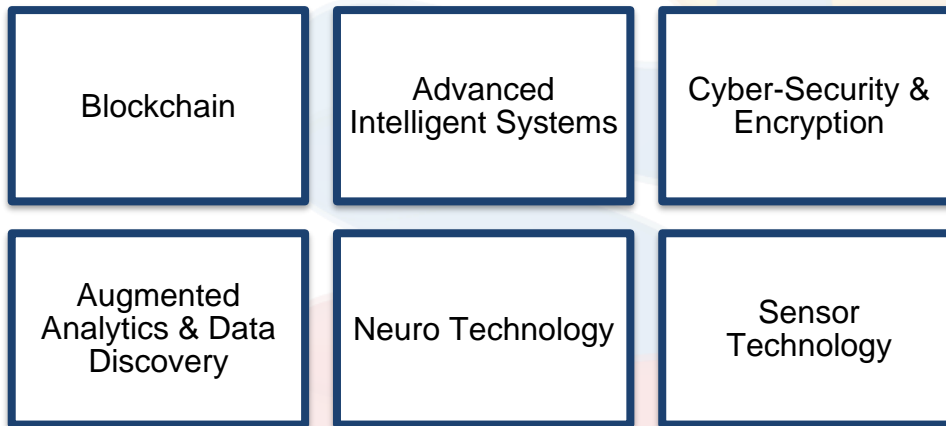 Blockchain
Advanced
Intelligent Systems
Cyber-Security &
Encryption
Augmented
Analytics & Data
Discovery
Neuro Technology
Sensor
Technology